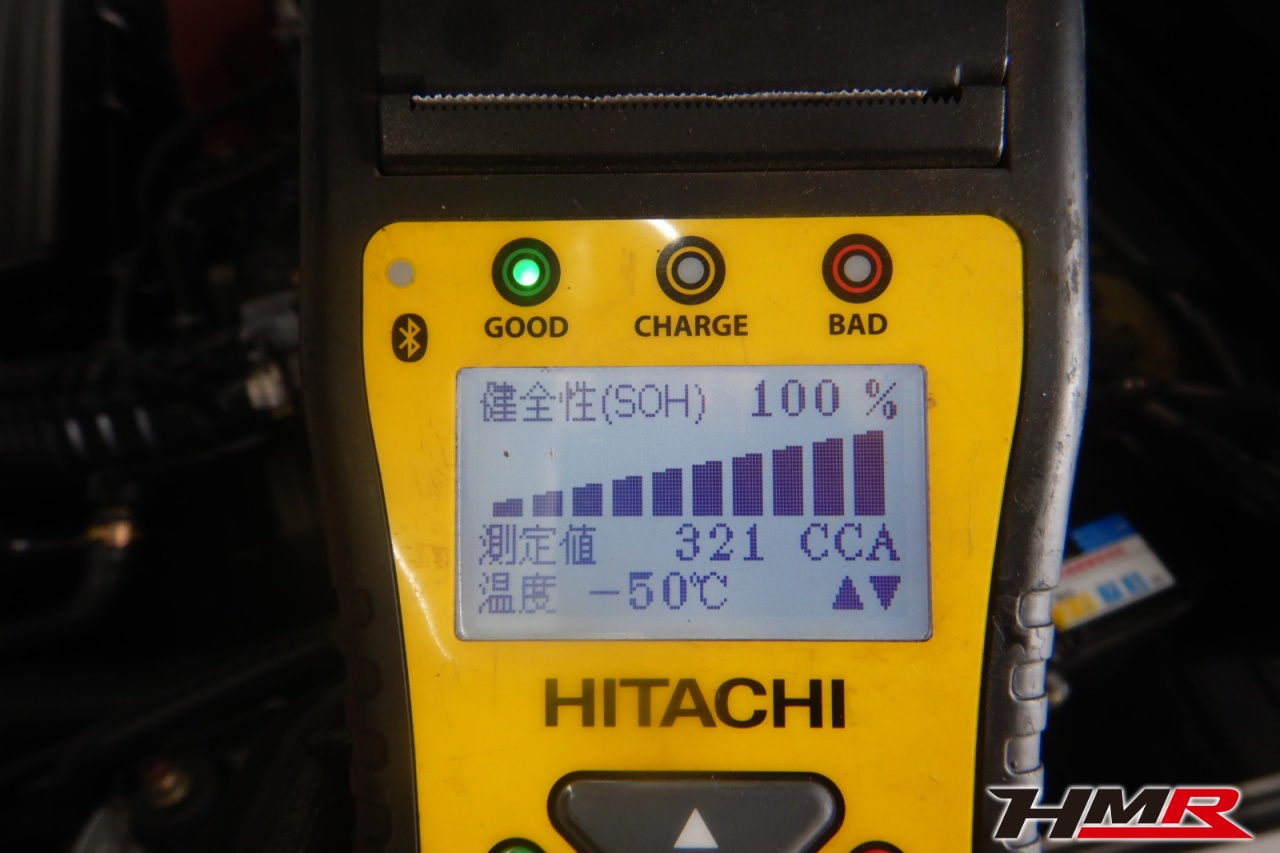 GOOD CHARGE BAD
健全性(SOH) 100 %
測定値 321 CCA
温度 -50℃ ▲▼
HITACHI
HMR